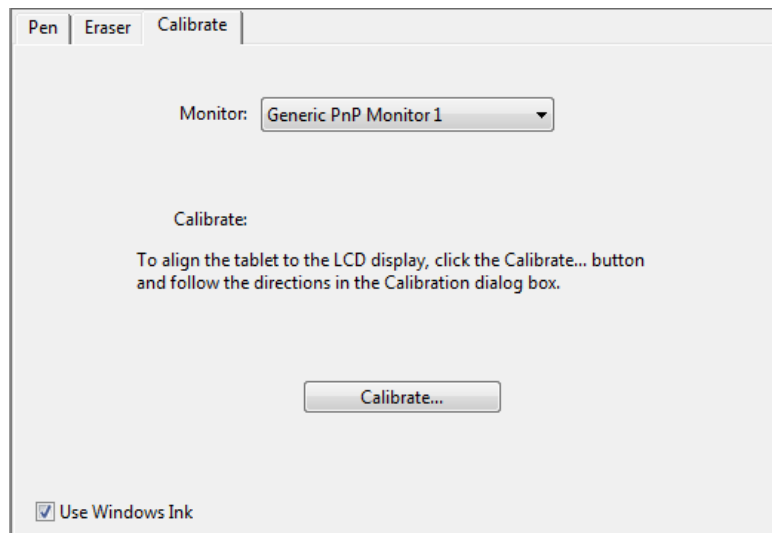 Pen Eraser Calibrate
Monitor: Generic PnP Monitor 1
Calibrate:
To align the tablet to the LCD display, click the Calibrate... button
and follow the directions in the Calibration dialog box.
Calibrate...
Use Windows Ink